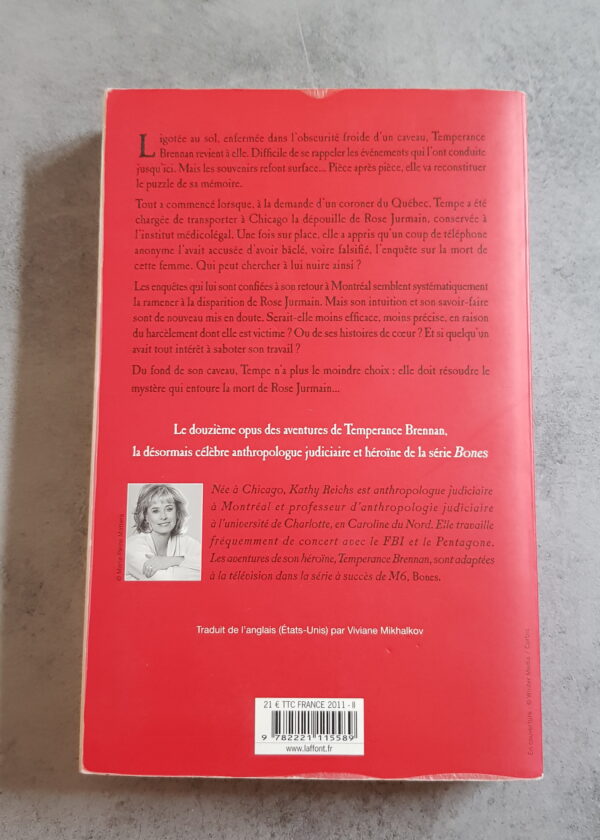 Ligotée au sol, enfermée dans l'obscurité froide d'un caveau, Temperance
Brennan revient à elle. Difficile de se rappeler les événements qui l'ont conduite
jusqu'ici. Mais les souvenirs refont surface... Pièce après pièce, elle va reconstituer
le puzzle de sa mémoire.
Tout a commencé lorsque, à la demande d'un coroner du Québec, Tempe a été
chargée de transporter à Chicago la dépouille de Rose Jurmain, conservée à
l'institut médicolégal. Une fois sur place, elle a appris qu'un coup de téléphone
anonyme l'avait accusée d'avoir bâclé, voire falsifié, l'enquête sur la mort de
cette femme. Qui peut chercher à lui nuire ainsi ?
Les enquêtes qui lui sont confiées à son retour à Montréal semblent systématiquement
la ramener à la disparition de Rose Jurmain. Mais son intuition et son savoir-faire
sont de nouveau mis en doute. Serait-elle moins efficace, moins précise, en raison
du harcèlement dont elle est victime ? Ou de ses histoires de cœur ? Et si quelqu'un
avait tout intérêt à saboter son travail ?
Du fond de son caveau, Tempe n'a plus le moindre choix : elle doit résoudre le
mystère qui entoure la mort de Rose Jurmain...
Le douzième opus des aventures de Temperance Brennan,
la désormais célèbre anthropologue judiciaire et héroïne de la série Bones
Née à Chicago, Kathy Reichs est anthropologue judiciaire
à Montréal et professeur d'anthropologie judiciaire
à l'université de Charlotte, en Caroline du Nord. Elle travaille
fréquemment de concert avec le FBI et le Pentagone.
Les aventures de son héroïne, Temperance Brennan, sont adaptées
à la télévision dans la série à succès de M6, Bones.
Traduit de l'anglais (États-Unis) par Viviane Mikhalkov
21 € TTC FRANCE 2011 - II
9 782221 115589
www.laffont.fr
En couverture : © Winder Media / Corbis